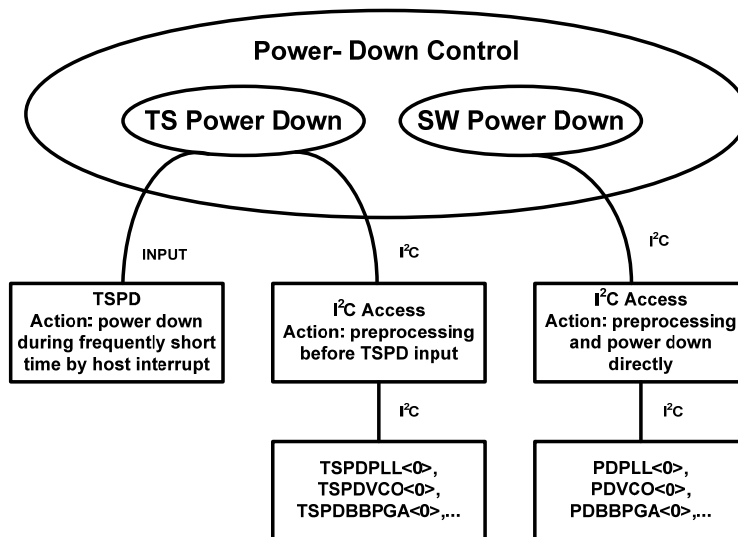 Power- Down Control
TS Power Down
SW Power Down
INPUT
I²C
I²C
TSPD
Action: power down
during frequently short
time by host interrupt
I²C Access
Action: preprocessing
before TSPD input
I²C Access
Action: preprocessing
and power down
directly
I²C
I²C
TSPDPLL<0>,
TSPDVCO<0>,
TSPDBBPGA<0>,...
PDPLL<0>,
PDVCO<0>,
PDBBPGA<0>,...